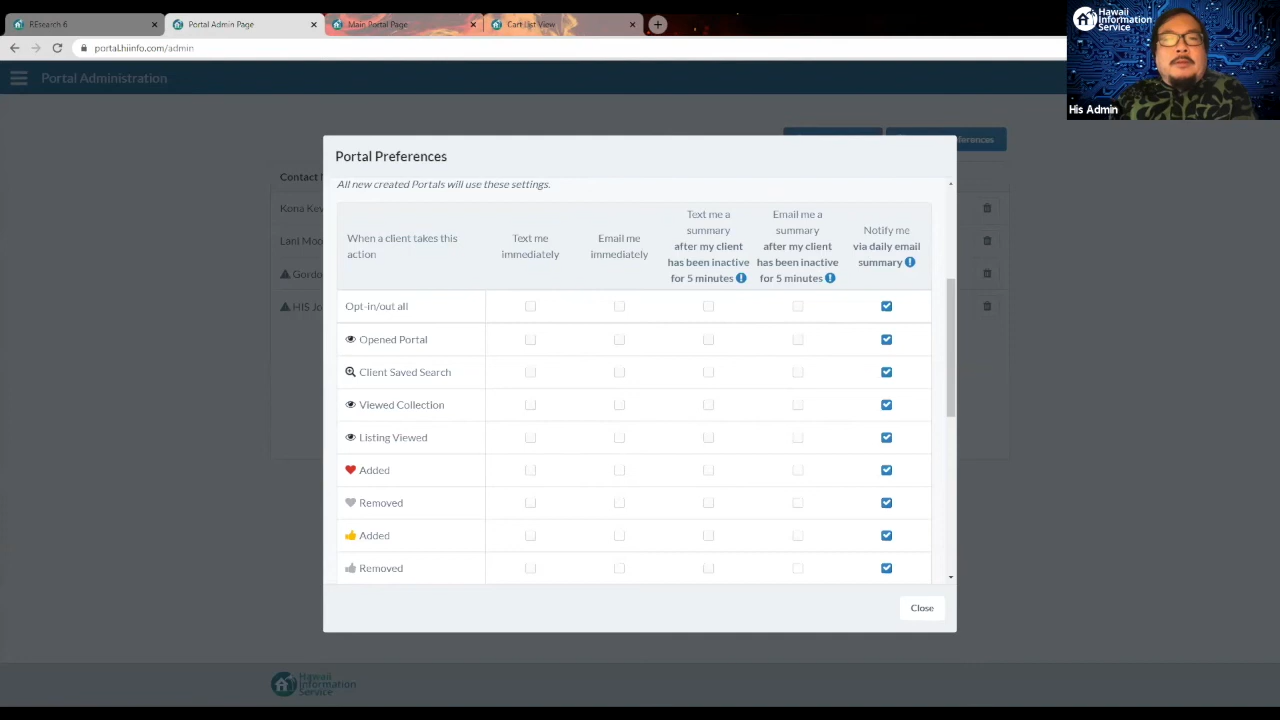 REsearch 6
Portal Admin Page
Main Portal Page
Cart List View
portal.hiinfo.com/admin
Hawaii
Information
Service
His Admin
Portal Administration
Portal Preferences
All new created Portals will use these settings.
When a client takes this
action
Text me
immediately
Email me
immediately
Text me a
summary
after my client
has been inactive
for 5 minutes
Email me a
summary
after my client
has been inactive
for 5 minutes
Notify me
via daily email
summary
Opt-in/out all
Opened Portal
Client Saved Search
Viewed Collection
Listing Viewed
Added
Removed
Added
Removed
Close
Contact
Kona Kev
Lani Moo
Gordo
HIS Jo
Hawaii
Information
Service